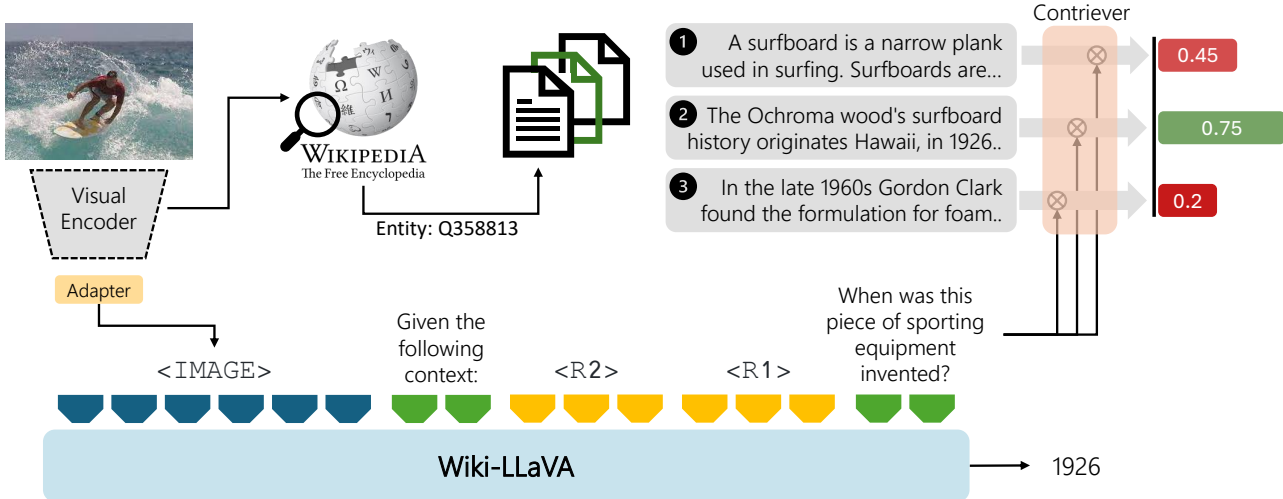 Contriever
1 A surfboard is a narrow plank
used in surfing. Surfboards are...
0.45
2 The Ochroma wood's surfboard
history originates Hawaii, in 1926..
0.75
3 In the late 1960s Gordon Clark
found the formulation for foam..
0.2
WIKIPEDIA
The Free Encyclopedia
Entity: Q358813
Visual
Encoder
Adapter
<IMAGE>
Given the
following
context:
<R2>
<R1>
When was this
piece of sporting
equipment
invented?
Wiki-LLaVA
1926